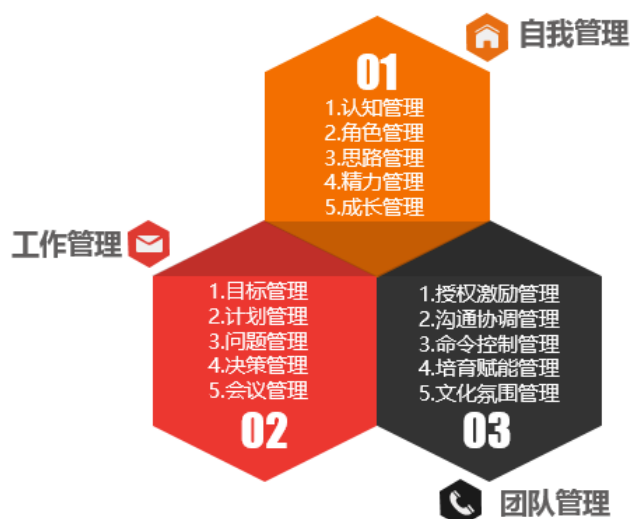 自我管理
01
1.认知管理
2.角色管理
3.思路管理
4.精力管理
5.成长管理
工作管理
1.目标管理
2.计划管理
3.问题管理
4.决策管理
5.会议管理
02
1.授权激励管理
2.沟通协调管理
3.命令控制管理
4.培育赋能管理
5.文化氛围管理
03
团队管理